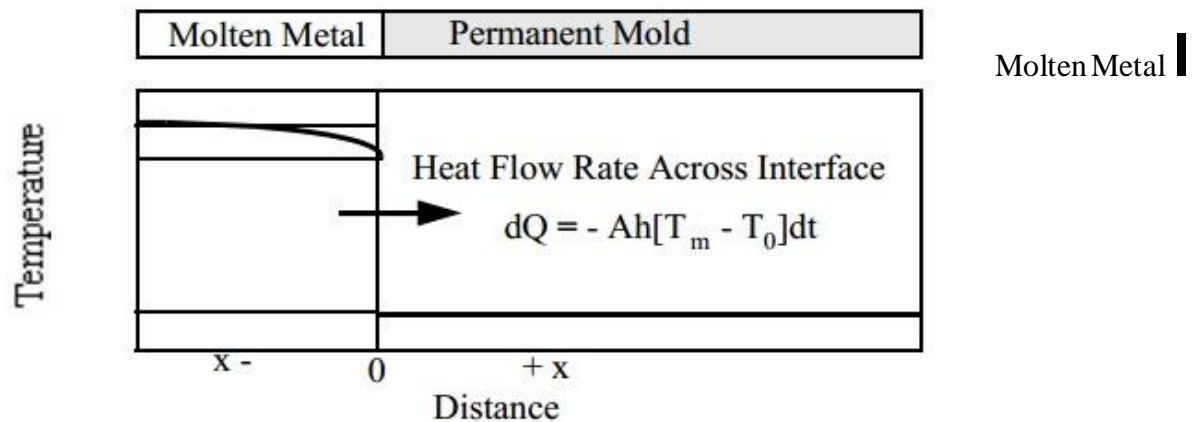 Molten Metal
Permanent Mold
Molten Metal
Temperature
Heat Flow Rate Across Interface
dQ = - Ah[T_m - T_0]dt
x -
0
+ x
Distance